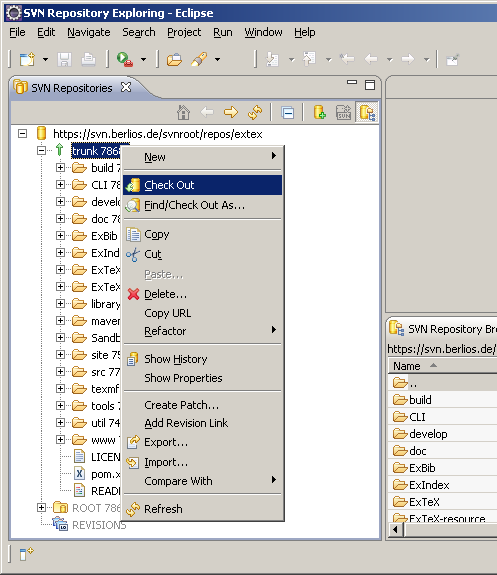 SVN Repository Exploring - Eclipse
File Edit Navigate Search Project Run Window Help
SVN Repositories
SVN
https://svn.berlios.de/svnroot/repos/extex
trunk 786
New
build 7
Check Out
CLI 78
Find/Check Out As...
develo
doc 78
Copy
ExBib
Cut
ExInd
Paste...
ExTe
Delete...
ExTe
Copy URL
library
Refactor
maver
Sandb
Show History
site 75
Show Properties
src 77
texmf
Create Patch...
tools 7
Add Revision Link
util 74
Export...
www 7
Import...
LICEN
Compare With
pom.x
READ
Refresh
ROOT 786
REVISIONS
SVN Repository Bro
https://svn.berlios.de/
Name
..
build
CLI
develop
doc
ExBib
ExIndex
ExTeX
ExTeX-resource